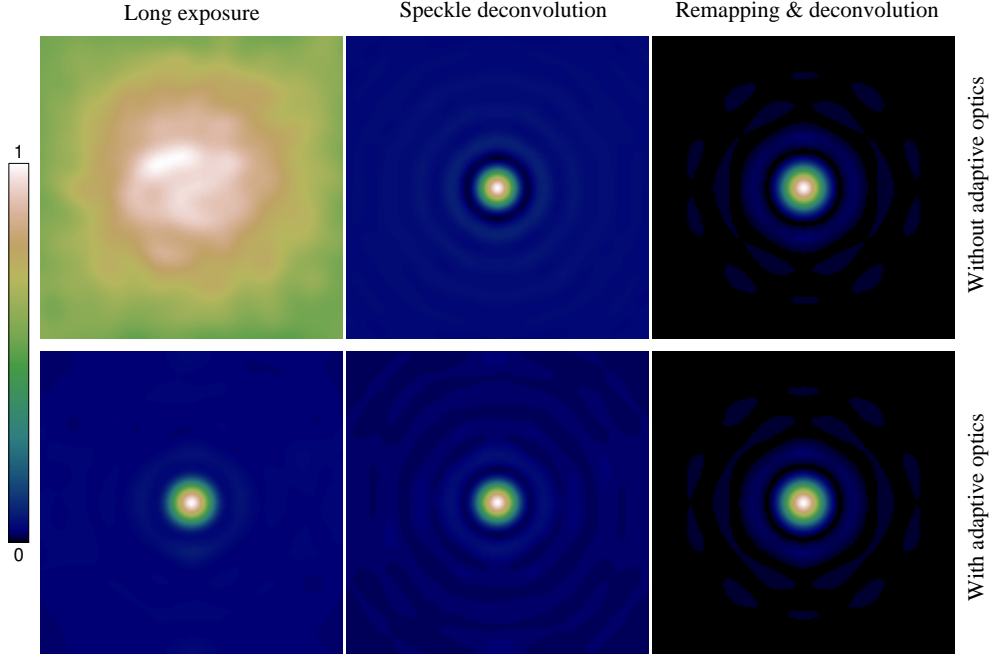 Long exposure
Speckle deconvolution
Remapping & deconvolution
Without adaptive optics
1
0
With adaptive optics